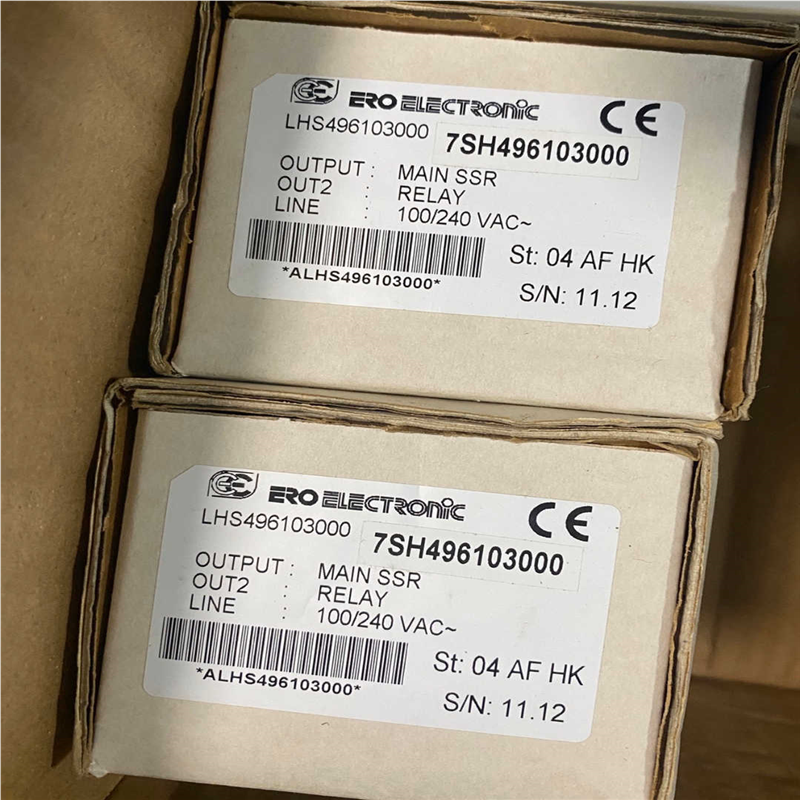 ERO ELECTRONIC CE
LHS496103000 7SH496103000
OUTPUT : MAIN SSR
OUT2 : RELAY
LINE : 100/240 VAC~
*ALHS496103000*
St: 04 AF HK
S/N: 11.12
ERO ELECTRONIC CE
LHS496103000 7SH496103000
OUTPUT : MAIN SSR
OUT2 : RELAY
LINE : 100/240 VAC~
*ALHS496103000*
St: 04 AF HK
S/N: 11.12